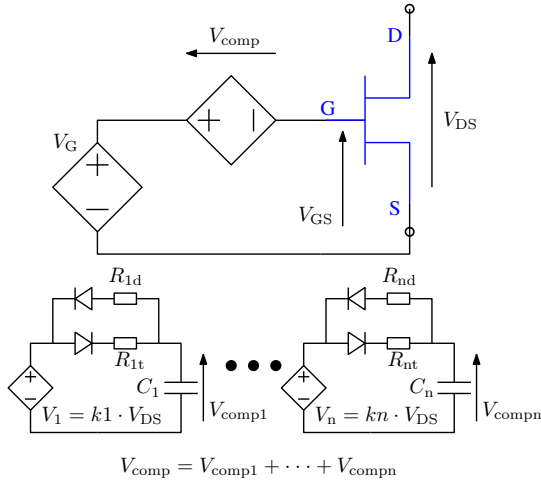 D
V_comp
G
V_G
V_DS
V_GS
S
R_1d R_nd
R_1t R_nt
C_1 C_n
V_1 = k1 · V_DS V_comp1 V_n = kn · V_DS V_compn
V_comp = V_comp1 + · · · + V_compn